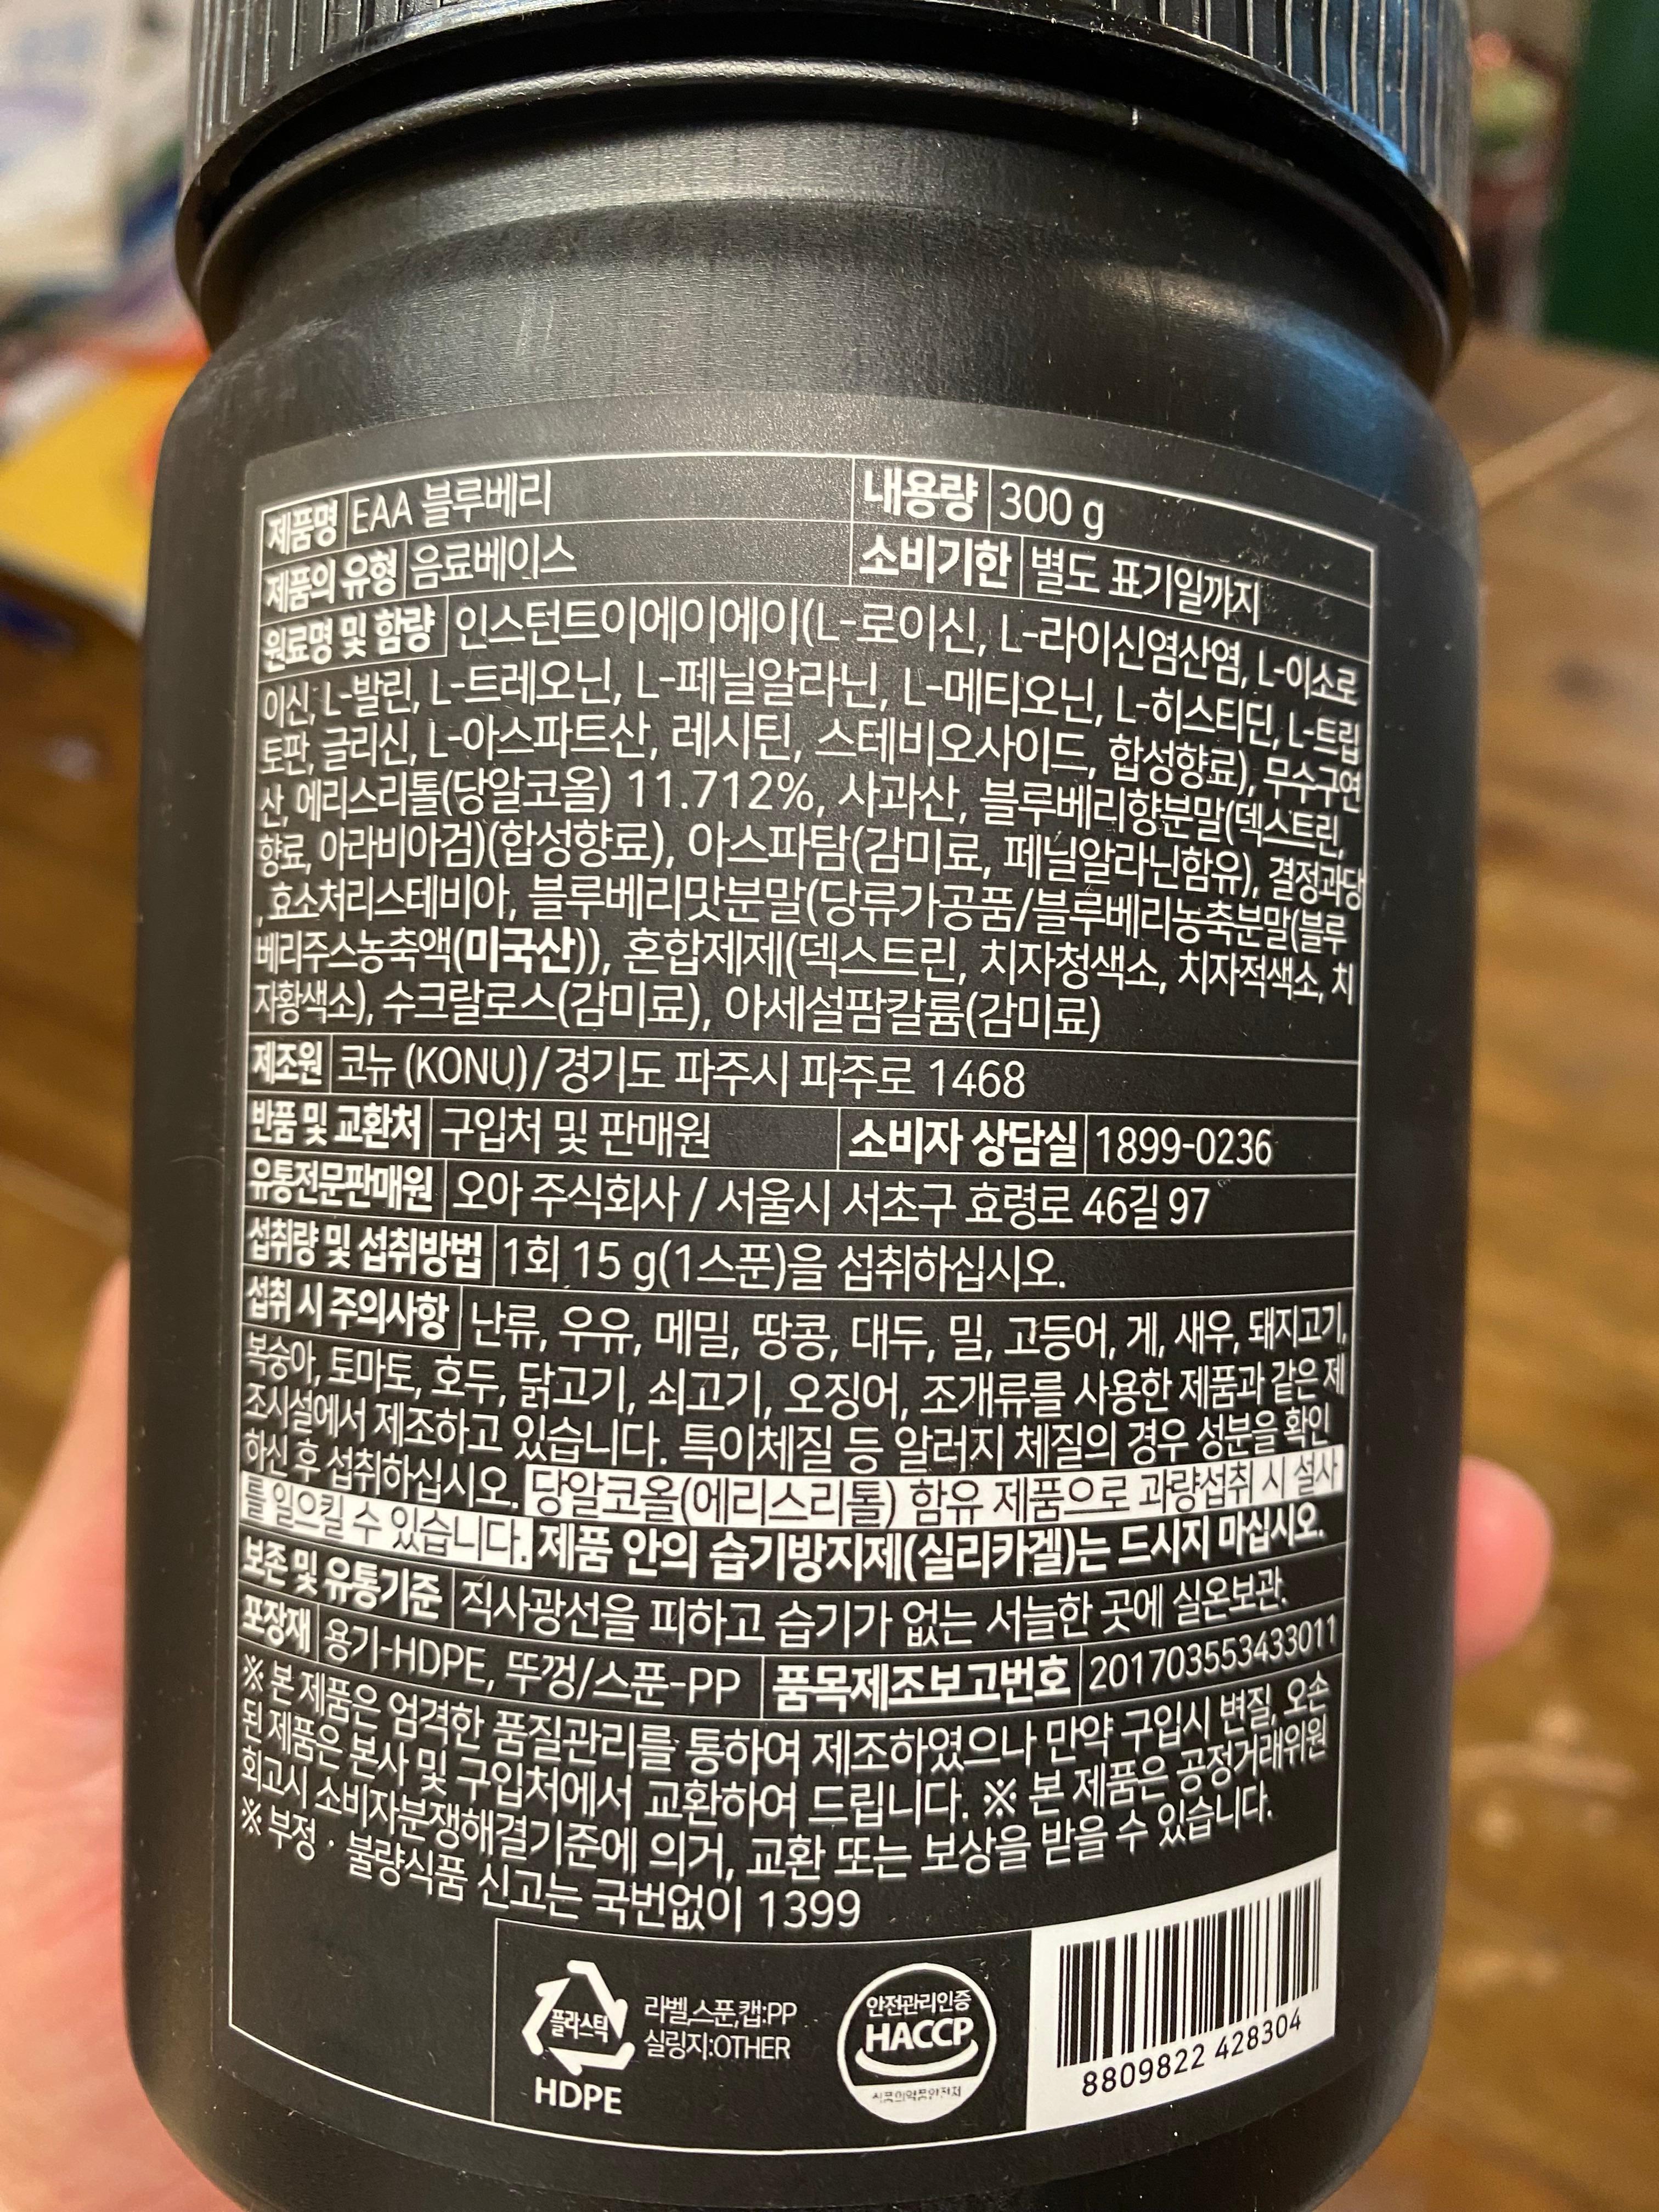 제품명 EAA 블루베리 내용량 300 g
제품의 유형 음료베이스 소비기한 별도 표기일까지
원료명 및 함량 인스턴트이에이에이(L-로이신, L-라이신염산염, L-이소로
이신, L-발린, L-트레오닌, L-페닐알라닌, L-메티오닌, L-히스티딘, L-트립
토판, 글리신, L-아스파트산, 레시틴, 스테비오사이드, 합성향료), 무수구연
산, 에리스리톨(당알코올) 11.712%, 사과산, 블루베리향분말(덱스트린,
향료, 아라비아검)(합성향료), 아스파탐(감미료, 페닐알라닌함유), 결정과당
, 효소처리스테비아, 블루베리맛분말(당류가공품/블루베리농축분말(블루
베리주스농축액(미국산)), 혼합제제(덱스트린, 치자청색소, 치자적색소, 치
자황색소), 수크랄로스(감미료), 아세설팜칼륨(감미료)
제조원 코뉴 (KONU) / 경기도 파주시 파주로 1468
반품 및 교환처 구입처 및 판매원 소비자 상담실 1899-0236
유통전문판매원 오아 주식회사 / 서울시 서초구 효령로 46길 97
섭취량 및 섭취방법 1회 15 g(1스푼)을 섭취하십시오.
섭취 시 주의사항 난류, 우유, 메밀, 땅콩, 대두, 밀, 고등어, 게, 새우, 돼지고기,
복숭아, 토마토, 호두, 닭고기, 쇠고기, 오징어, 조개류를 사용한 제품과 같은 제
조시설에서 제조하고 있습니다. 특이체질 등 알러지 체질의 경우 성분을 확인
하신 후 섭취하십시오. 당알코올(에리스리톨) 함유 제품으로 과량섭취 시 설사
를 일으킬 수 있습니다. 제품 안의 습기방지제(실리카겔)는 드시지 마십시오.
보존 및 유통기준 직사광선을 피하고 습기가 없는 서늘한 곳에 실온보관.
포장재 용기-HDPE, 뚜껑/스푼-PP 품목제조보고번호 201703553433011
※ 본 제품은 엄격한 품질관리를 통하여 제조하였으나 만약 구입시 변질, 오손
된 제품은 본사 및 구입처에서 교환하여 드립니다. ※ 본 제품은 공정거래위원
회고시 소비자분쟁해결기준에 의거, 교환 또는 보상을 받을 수 있습니다.
※ 부정 · 불량식품 신고는 국번없이 1399
플라스틱
HDPE
라벨,스푼,캡:PP
실링지:OTHER
안전관리인증
HACCP
식품의약품안전처
8809822 428304